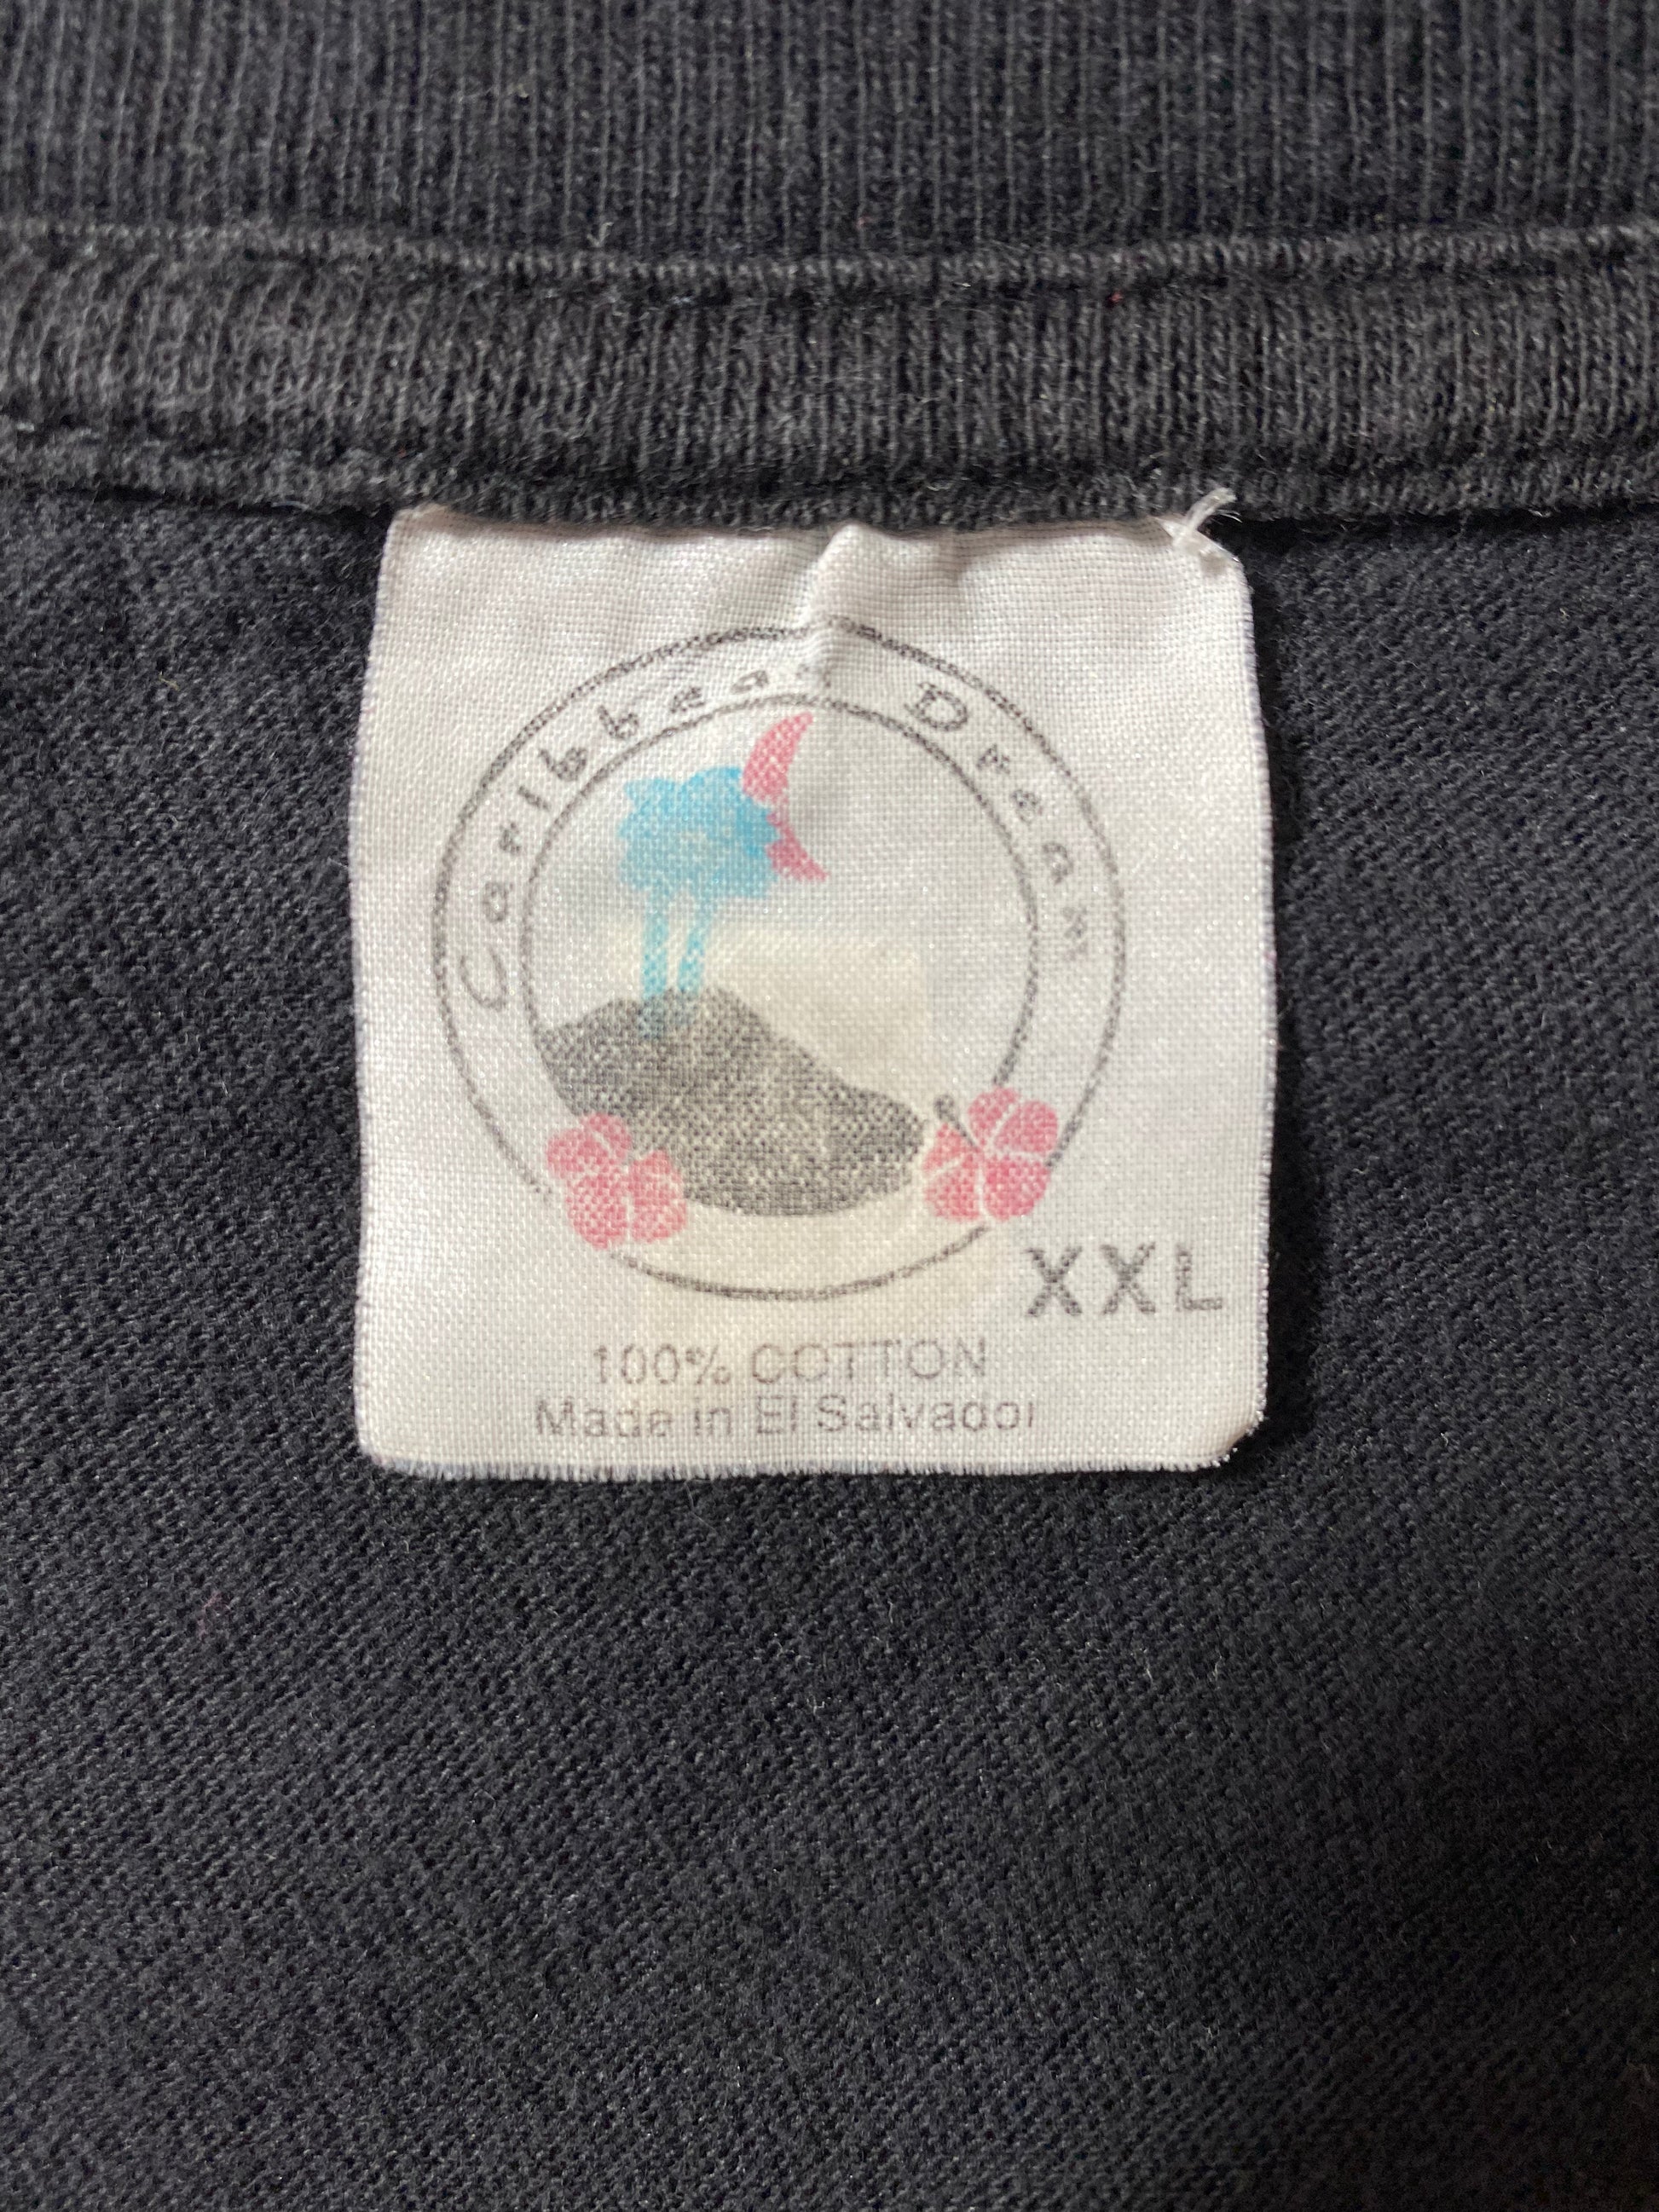 Caribbean Dream
XXL
100% COTTON
Made in El Salvador